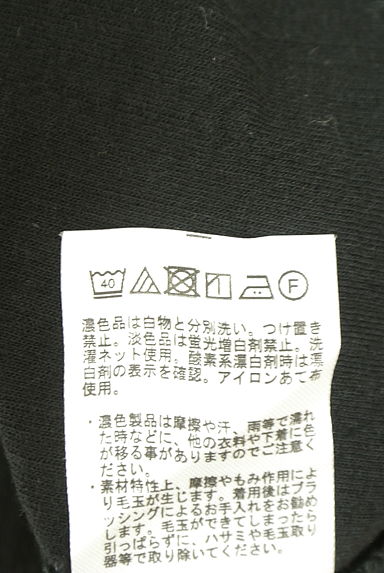 40 F
濃色品は白物と分別洗い。つけ置き
禁止。淡色品は蛍光増白剤禁止。洗
濯ネット使用。酸素系漂白剤時は漂
白剤の表示を確認。アイロンあて布
使用。
・濃色製品は摩擦や汗、雨等で濡れ
た時などに、他の衣料や下着に色
が移る事がありますのでご注意く
ださい。
・素材特性上、摩擦やもみ作用によ
り毛玉が生じます。着用後はブラ
ッシングによるお手入れをお勧め
します。毛玉ができてしまったら
引っぱらずに、ハサミや毛玉取り
器等で取り除いてください。